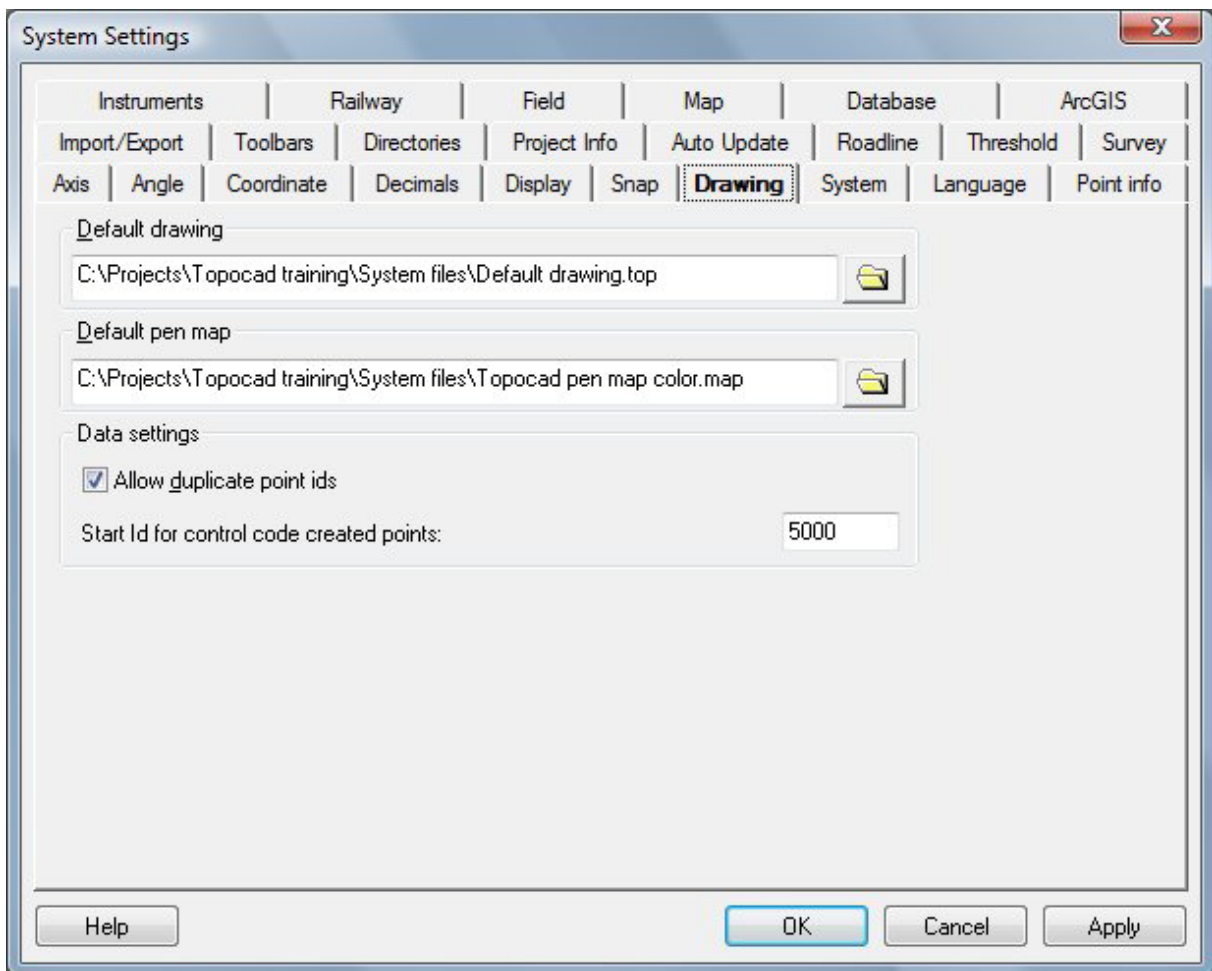 System Settings
Instruments Railway Field Map Database ArcGIS
Import/Export Toolbars Directories Project Info Auto Update Roadline Threshold Survey
Axis Angle Coordinate Decimals Display Snap Drawing System Language Point info
Default drawing
C:\Projects\Topocad training\System files\Default drawing.top
Default pen map
C:\Projects\Topocad training\System files\Topocad pen map color.map
Data settings
Allow duplicate point ids
Start Id for control code created points: 5000
Help OK Cancel Apply